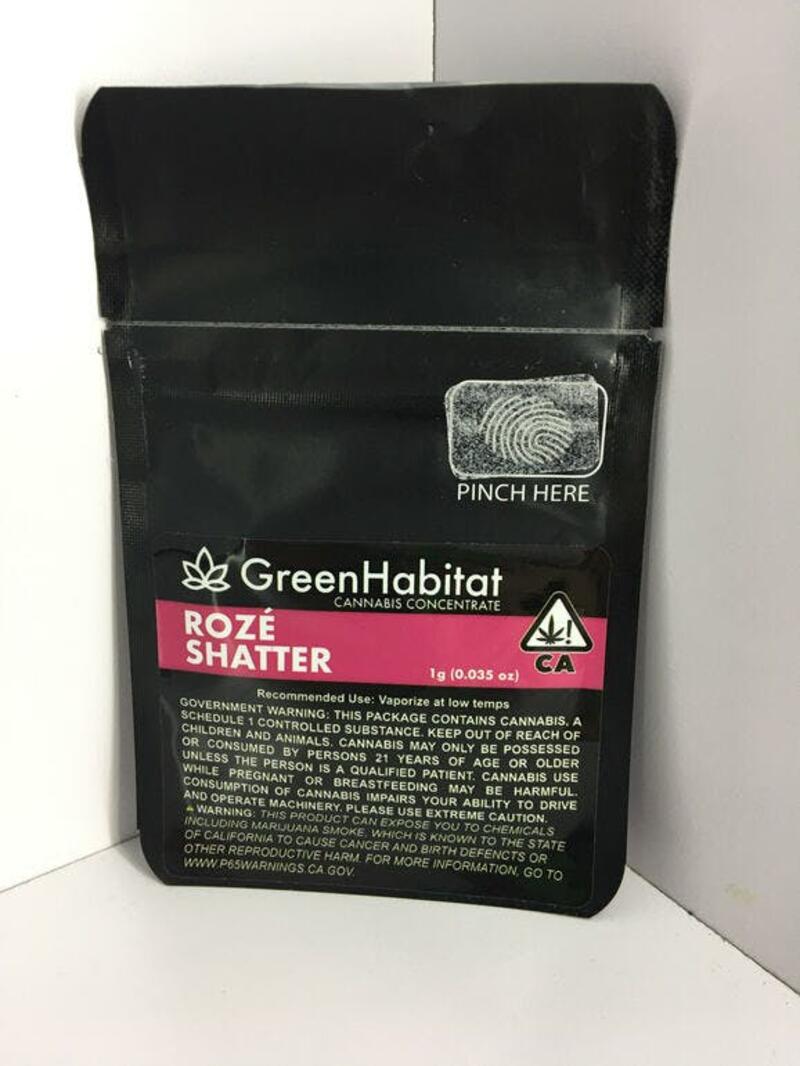 PINCH HERE
GreenHabitat
CANNABIS CONCENTRATE
ROZÉ
SHATTER
1g (0.035 oz)
CA
Recommended Use: Vaporize at low temps
GOVERNMENT WARNING: THIS PACKAGE CONTAINS CANNABIS, A
SCHEDULE 1 CONTROLLED SUBSTANCE. KEEP OUT OF REACH OF
CHILDREN AND ANIMALS. CANNABIS MAY ONLY BE POSSESSED
OR CONSUMED BY PERSONS 21 YEARS OF AGE OR OLDER
UNLESS THE PERSON IS A QUALIFIED PATIENT. CANNABIS USE
WHILE PREGNANT OR BREASTFEEDING MAY BE HARMFUL.
CONSUMPTION OF CANNABIS IMPAIRS YOUR ABILITY TO DRIVE
AND OPERATE MACHINERY. PLEASE USE EXTREME CAUTION.
WARNING: THIS PRODUCT CAN EXPOSE YOU TO CHEMICALS
INCLUDING MARIJUANA SMOKE, WHICH IS KNOWN TO THE STATE
OF CALIFORNIA TO CAUSE CANCER AND BIRTH DEFENCTS OR
OTHER REPRODUCTIVE HARM. FOR MORE INFORMATION, GO TO
WWW.P65WARNINGS.CA.GOV.